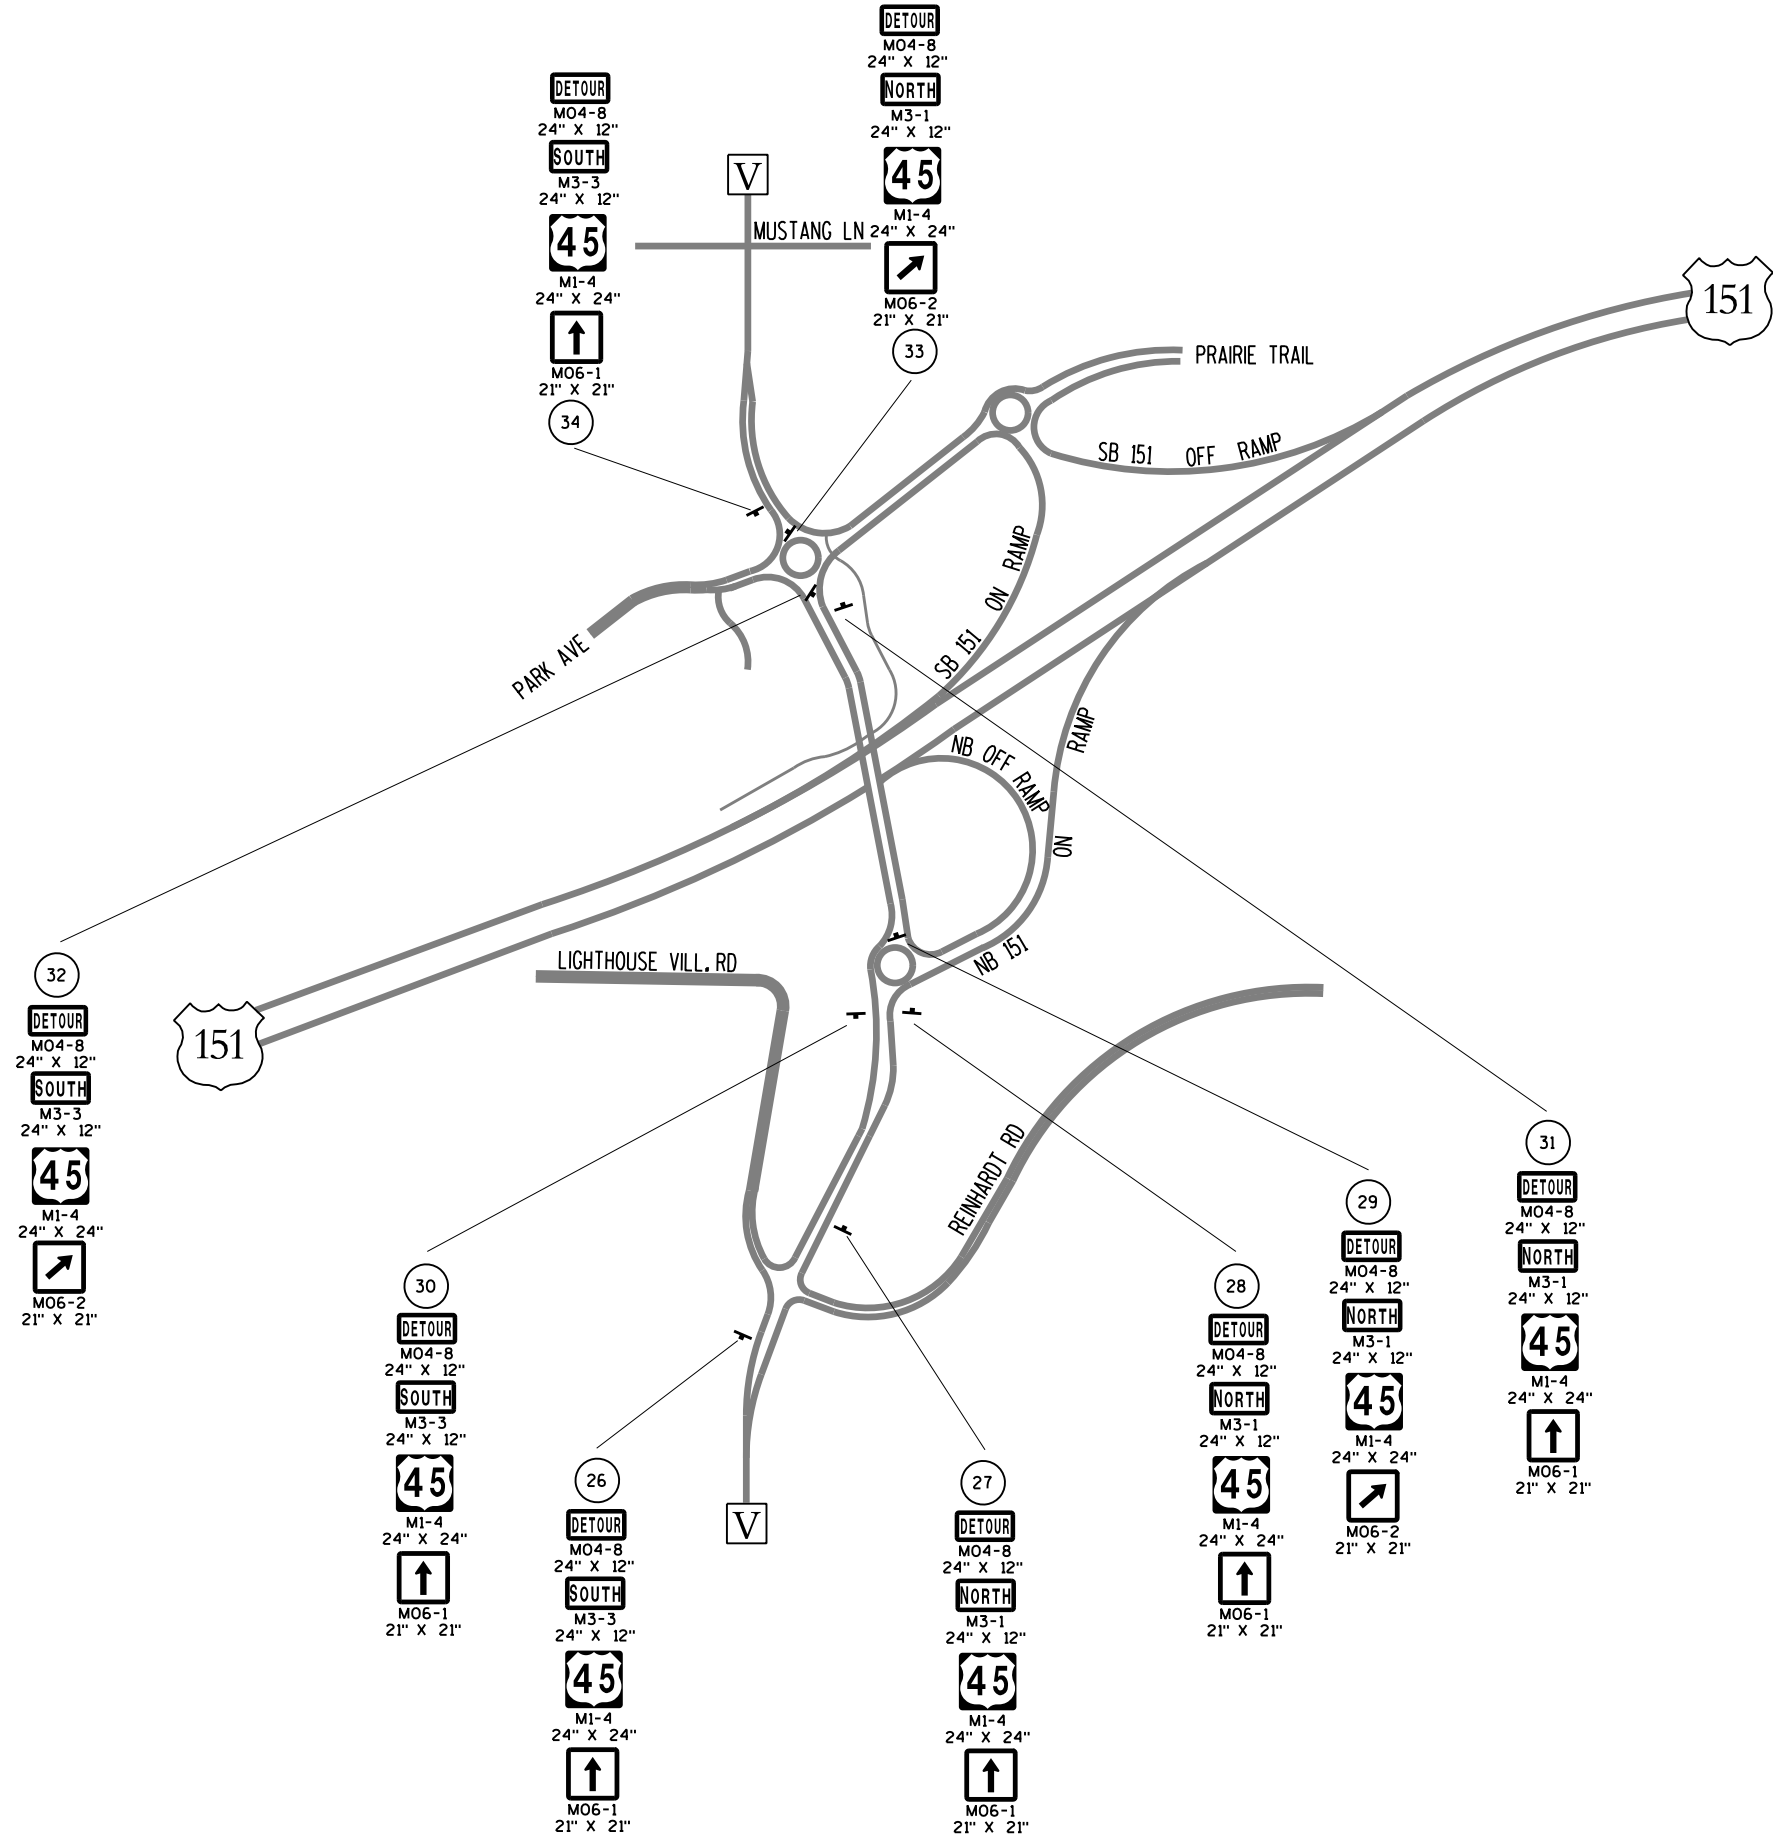 DETOUR
M04-8
24" X 12"
NORTH
M3-1
24" X 12"
45
M1-4
24" X 24"
M06-2
21" X 21"
33
DETOUR
M04-8
24" X 12"
SOUTH
M3-3
24" X 12"
45
M1-4
24" X 24"
M06-1
21" X 21"
34
V
MUSTANG LN
151
PRAIRIE TRAIL
SB 151 OFF RAMP
SB 151 ON RAMP
PARK AVE
NB OFF RAMP
NB 151 ON RAMP
LIGHTHOUSE VILL. RD
151
REINHARDT RD
32
DETOUR
M04-8
24" X 12"
SOUTH
M3-3
24" X 12"
45
M1-4
24" X 24"
M06-2
21" X 21"
30
DETOUR
M04-8
24" X 12"
SOUTH
M3-3
24" X 12"
45
M1-4
24" X 24"
M06-1
21" X 21"
26
DETOUR
M04-8
24" X 12"
SOUTH
M3-3
24" X 12"
45
M1-4
24" X 24"
M06-1
21" X 21"
V
27
DETOUR
M04-8
24" X 12"
NORTH
M3-1
24" X 12"
45
M1-4
24" X 24"
M06-1
21" X 21"
28
DETOUR
M04-8
24" X 12"
NORTH
M3-1
24" X 12"
45
M1-4
24" X 24"
M06-1
21" X 21"
29
DETOUR
M04-8
24" X 12"
NORTH
M3-1
24" X 12"
45
M1-4
24" X 24"
M06-2
21" X 21"
31
DETOUR
M04-8
24" X 12"
NORTH
M3-1
24" X 12"
45
M1-4
24" X 24"
M06-1
21" X 21"